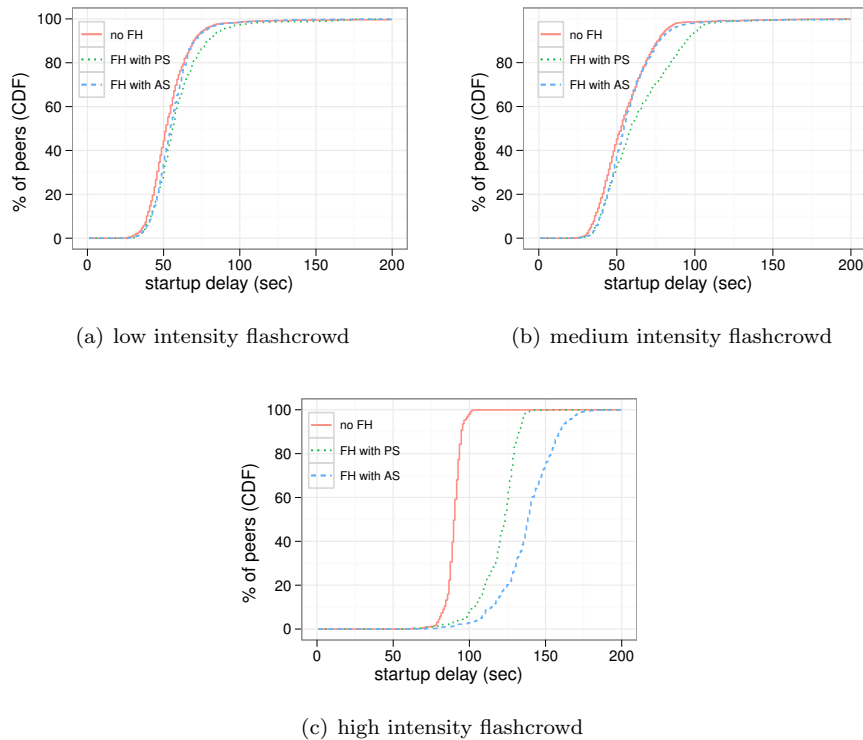 100
80
60
40
20
0
% of peers (CDF)
no FH
FH with PS
FH with AS
0 50 100 150 200
startup delay (sec)
(a) low intensity flashcrowd
100
80
60
40
20
0
% of peers (CDF)
no FH
FH with PS
FH with AS
0 50 100 150 200
startup delay (sec)
(b) medium intensity flashcrowd
100
80
60
40
20
0
% of peers (CDF)
no FH
FH with PS
FH with AS
0 50 100 150 200
startup delay (sec)
(c) high intensity flashcrowd